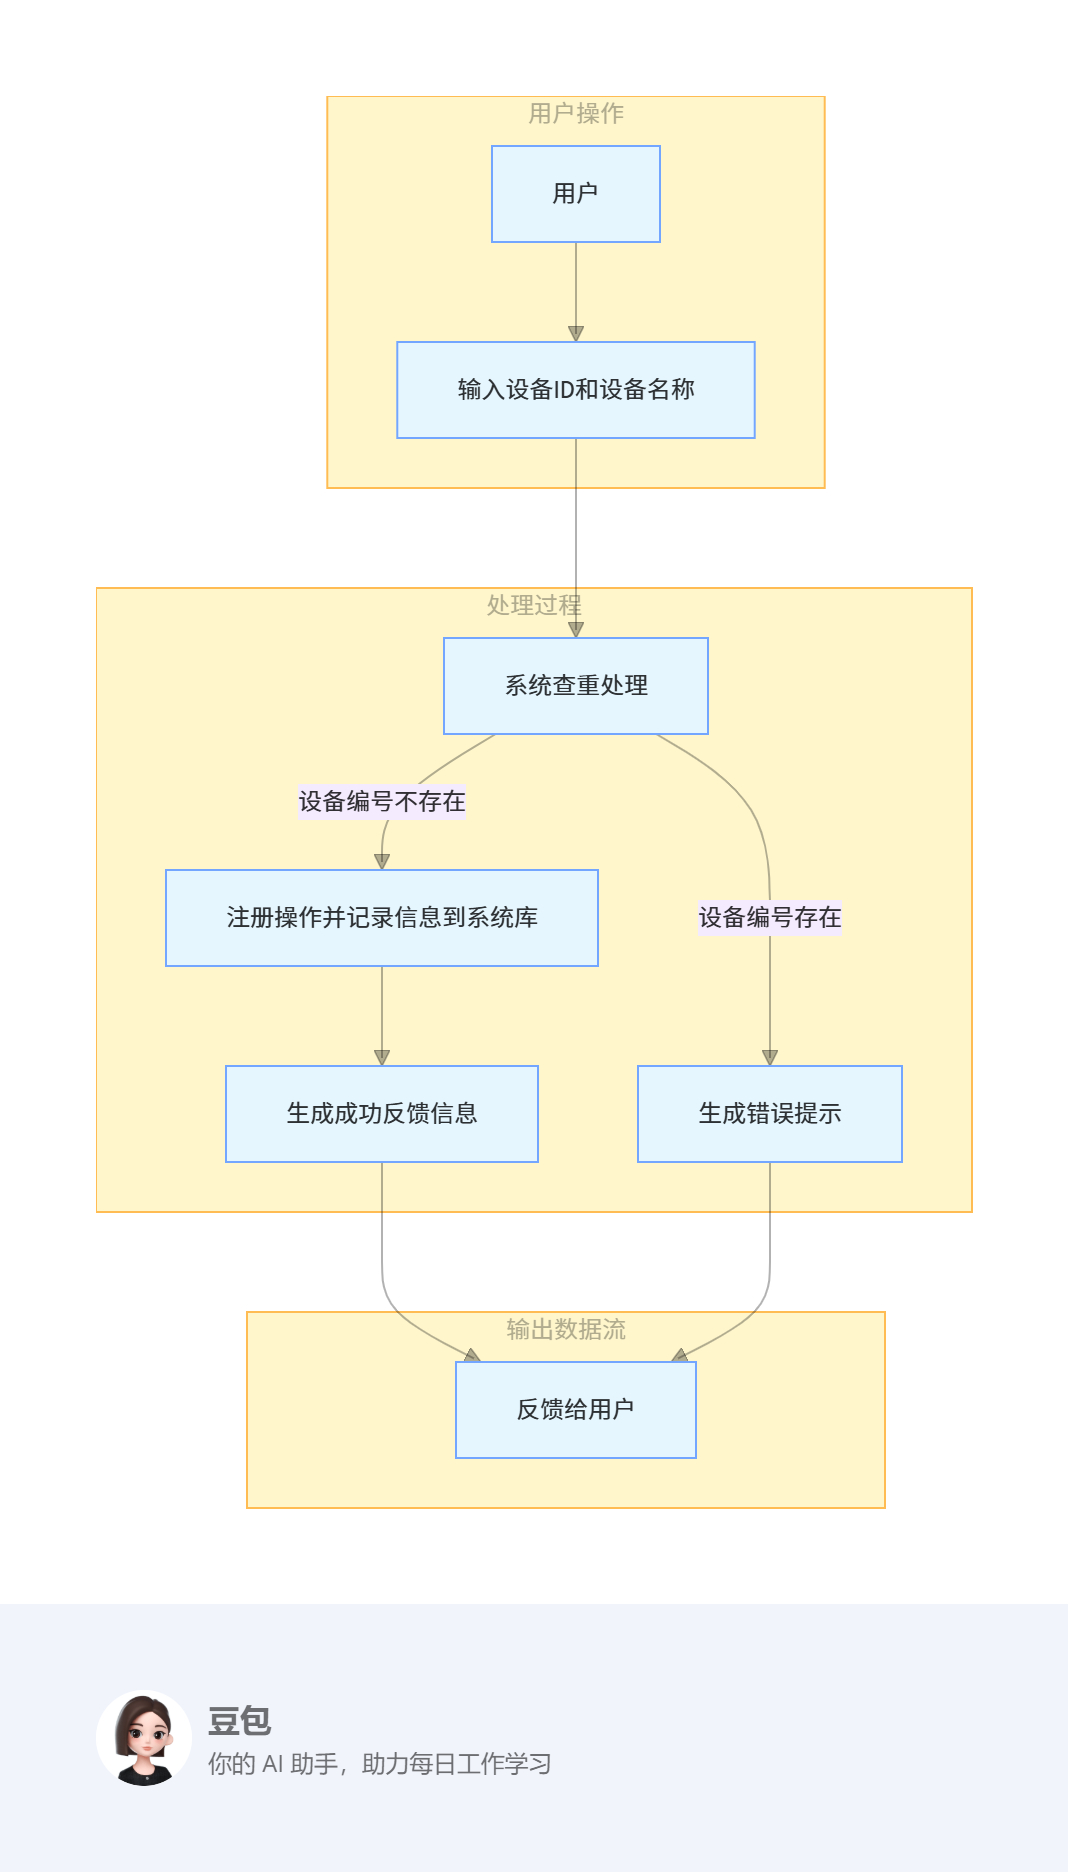 用户操作
用户
输入设备ID和设备名称
处理过程
系统查重处理
设备编号不存在
注册操作并记录信息到系统库
设备编号存在
生成成功反馈信息
生成错误提示
输出数据流
反馈给用户
豆包
你的 AI 助手，助力每日工作学习